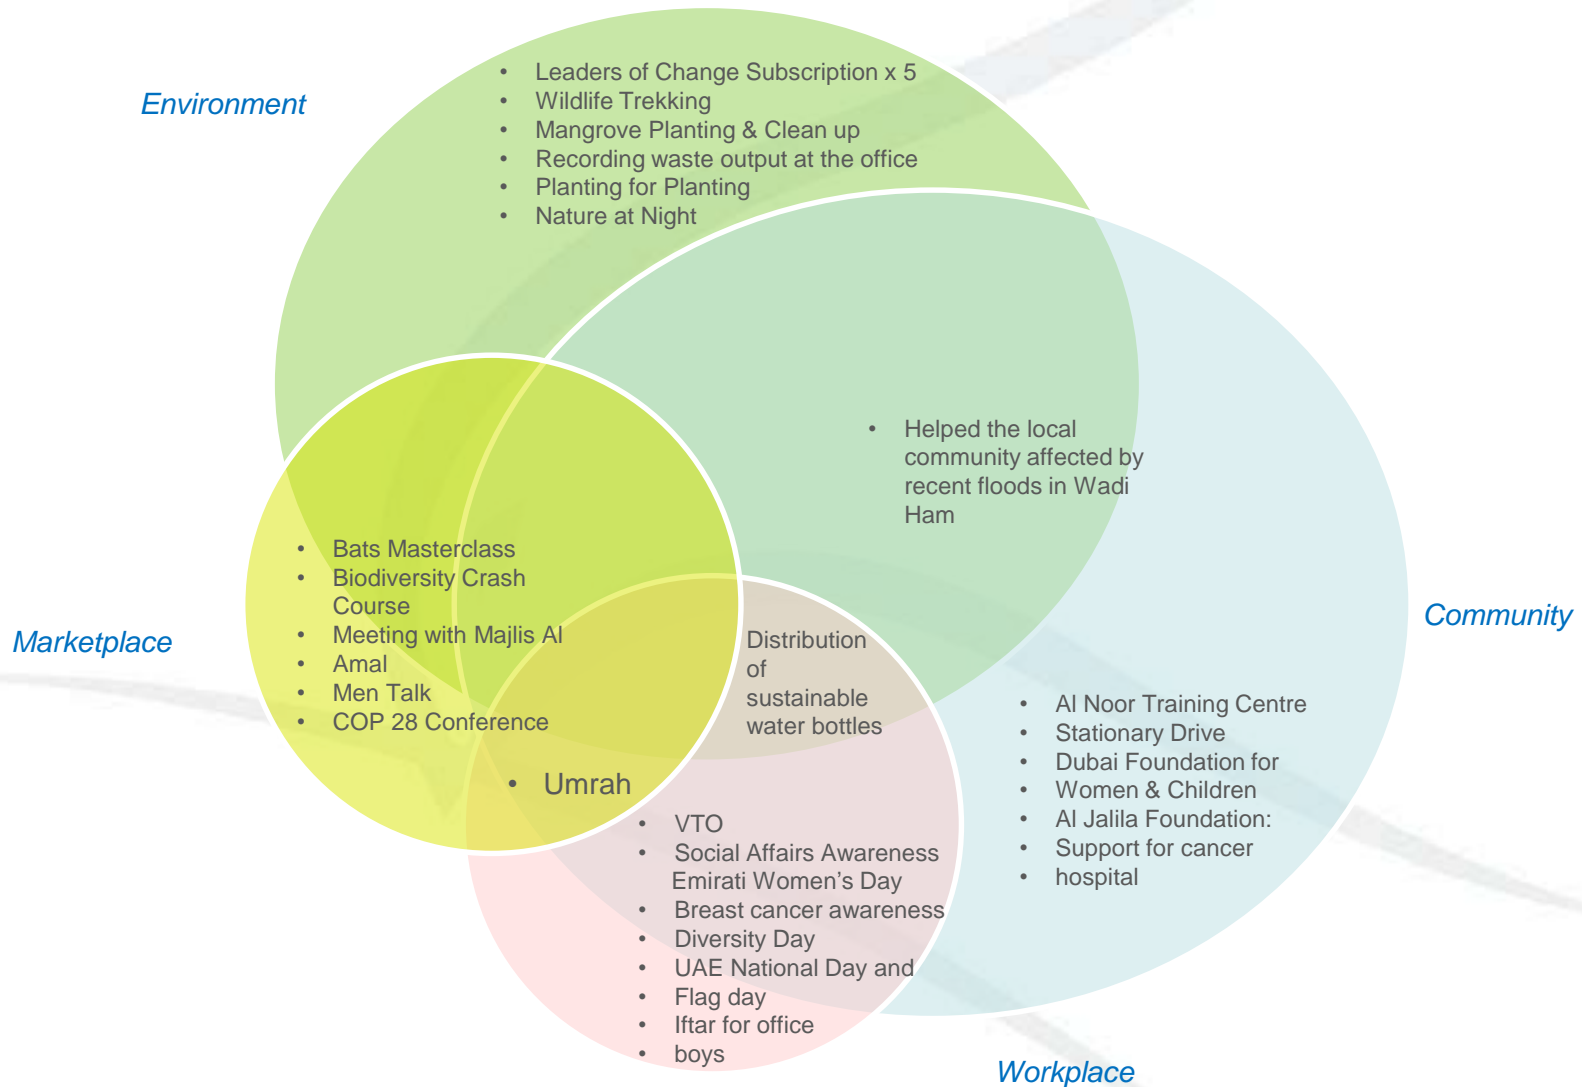 Environment
• Leaders of Change Subscription x 5
• Wildlife Trekking
• Mangrove Planting & Clean up
• Recording waste output at the office
• Planting for Planting
• Nature at Night
• Helped the local
community affected by
recent floods in Wadi
Ham
Marketplace
• Bats Masterclass
• Biodiversity Crash
Course
• Meeting with Majlis Al
• Amal
• Men Talk
• COP 28 Conference
• Umrah
Distribution
of
sustainable
water bottles
Community
• Al Noor Training Centre
• Stationary Drive
• Dubai Foundation for
• Women & Children
• Al Jalila Foundation:
• Support for cancer
• hospital
• VTO
• Social Affairs Awareness
Emirati Women’s Day
• Breast cancer awareness
• Diversity Day
• UAE National Day and
• Flag day
• Iftar for office
• boys
Workplace